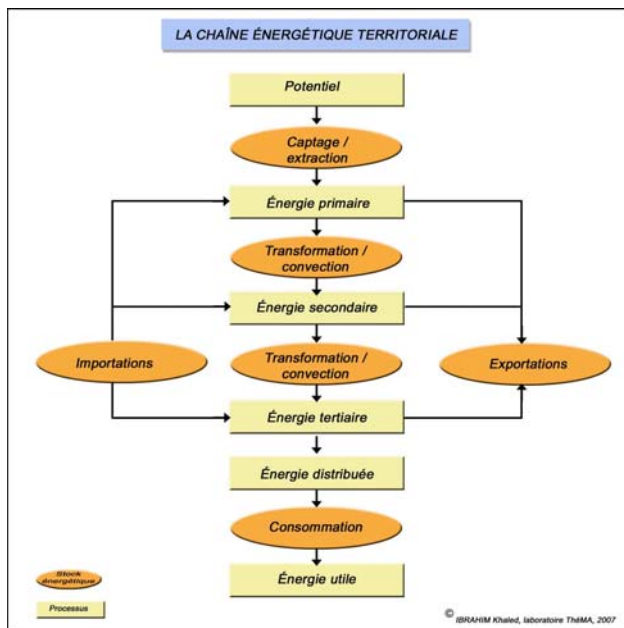 LA CHAÎNE ÉNERGÉTIQUE TERRITORIALE
Potentiel
Captage /
extraction
Énergie primaire
Transformation /
convection
Énergie secondaire
Importations
Transformation /
convection
Exportations
Énergie tertiaire
Énergie distribuée
Consommation
Énergie utile
Stock
énergétique
Processus
© IBRAHIM Khaled, laboratoire ThéMA, 2007